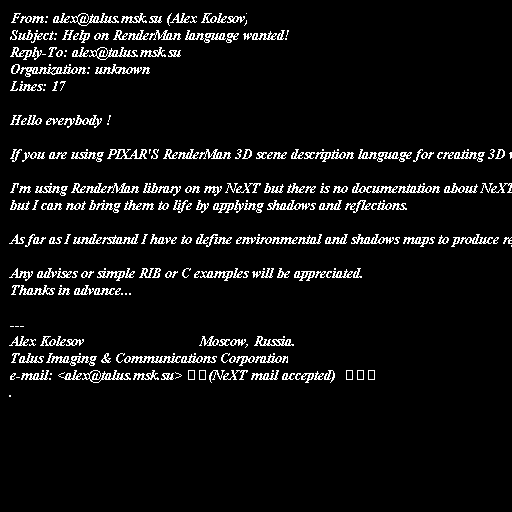 From: alex@talus.msk.su (Alex Kolesov)
Subject: Help on RenderMan language wanted!
Reply-To: alex@talus.msk.su
Organization: unknown
Lines: 17
Hello everybody !
If you are using PIXAR'S RenderMan 3D scene description language for creating 3D
I'm using RenderMan library on my NeXT but there is no documentation about NeXT
but I can not bring them to life by applying shadows and reflections.
As far as I understand I have to define environmental and shadows maps to produce
Any advises or simple RIB or C examples will be appreciated.
Thanks in advance...
---
Alex Kolesov Moscow, Russia.
Talus Imaging & Communications Corporation
e-mail: <alex@talus.msk.su> (NeXT mail accepted)
.